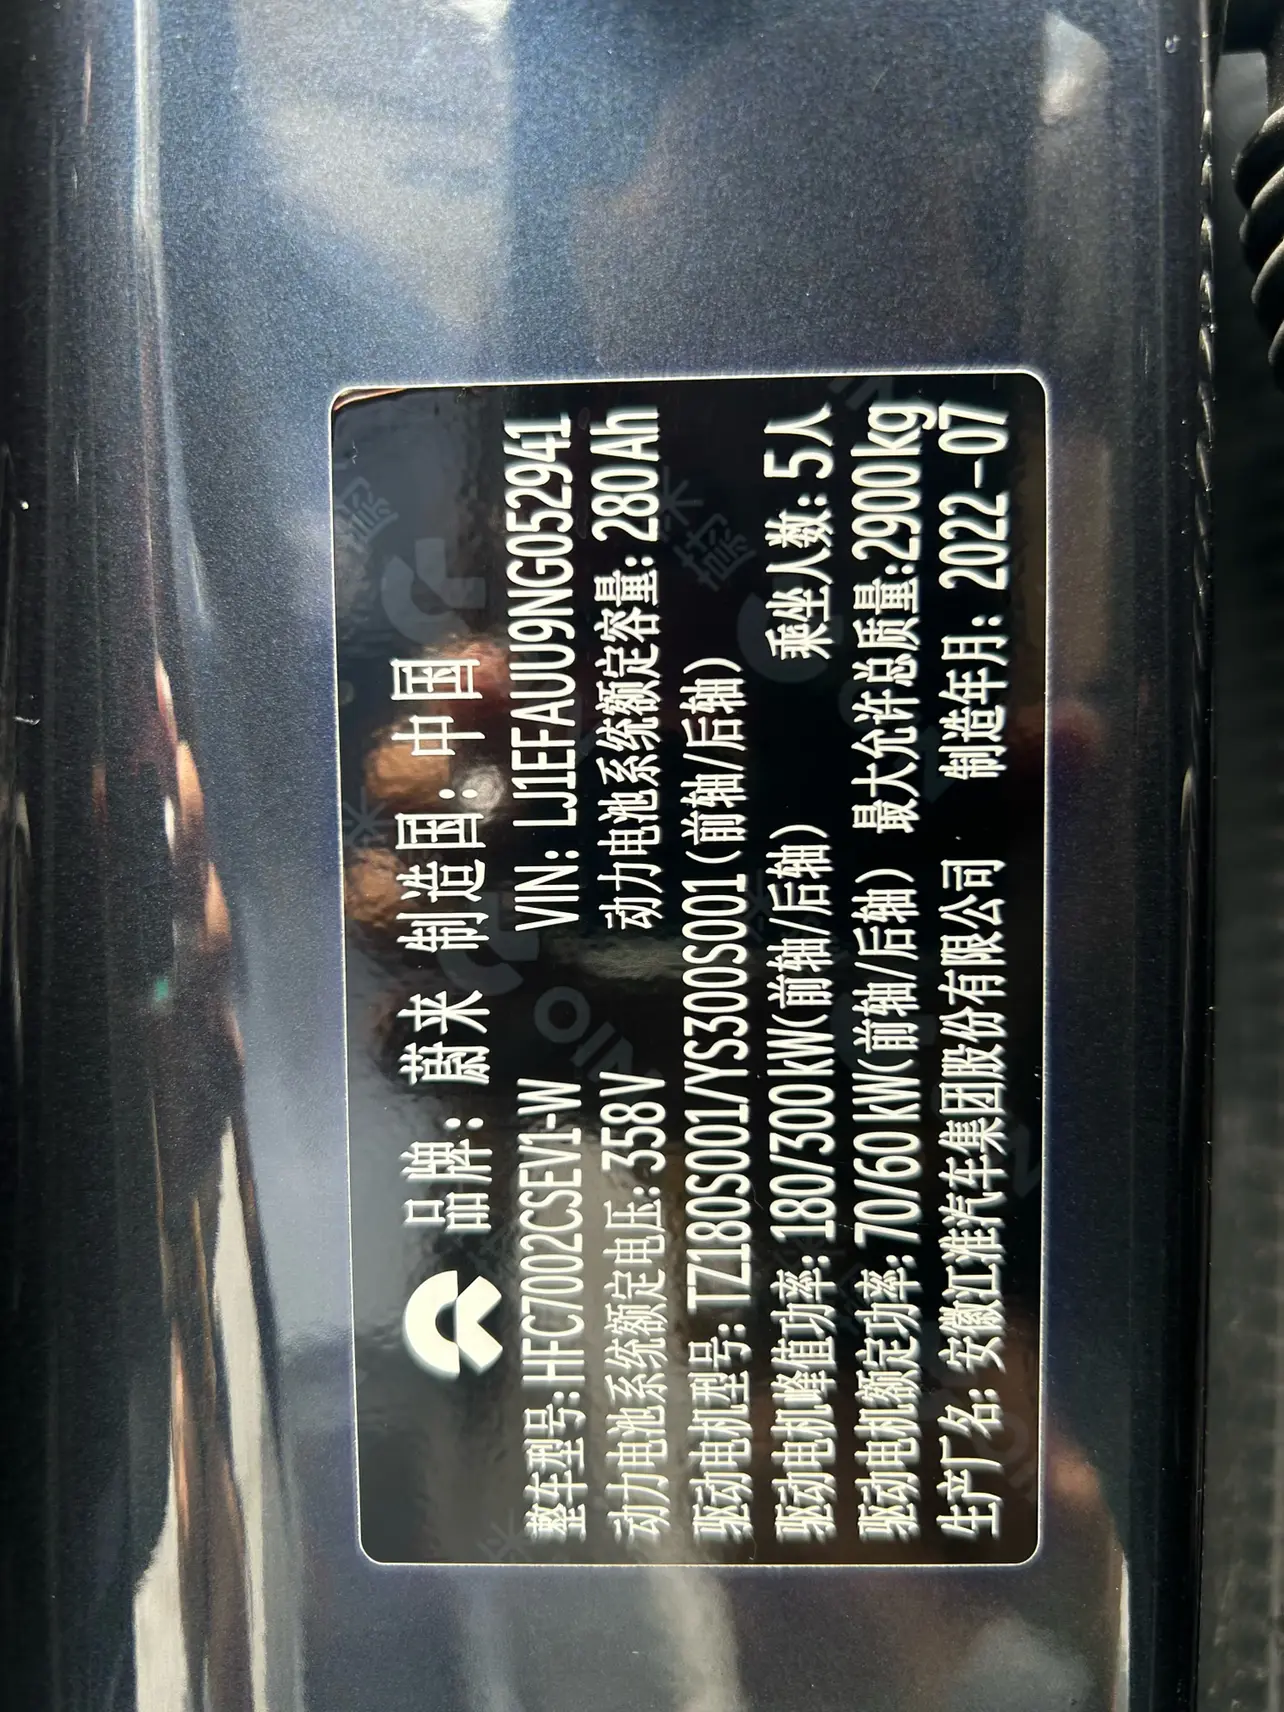 品牌: 蔚来 制造国: 中国
整车型号:HFC7002CSEV1-W VIN: LJ1EFAUU9NG052941
动力电池系统额定电压: 358V 动力电池系统额定容量: 280Ah
驱动电机型号: TZ180S001/YS300S001(前轴/后轴)
驱动电机峰值功率: 180/300kW(前轴/后轴) 乘坐人数: 5人
驱动电机额定功率: 70/60kW(前轴/后轴) 最大允许总质量:2900kg
生产厂名: 安徽江淮汽车集团股份有限公司 制造年月: 2022-07